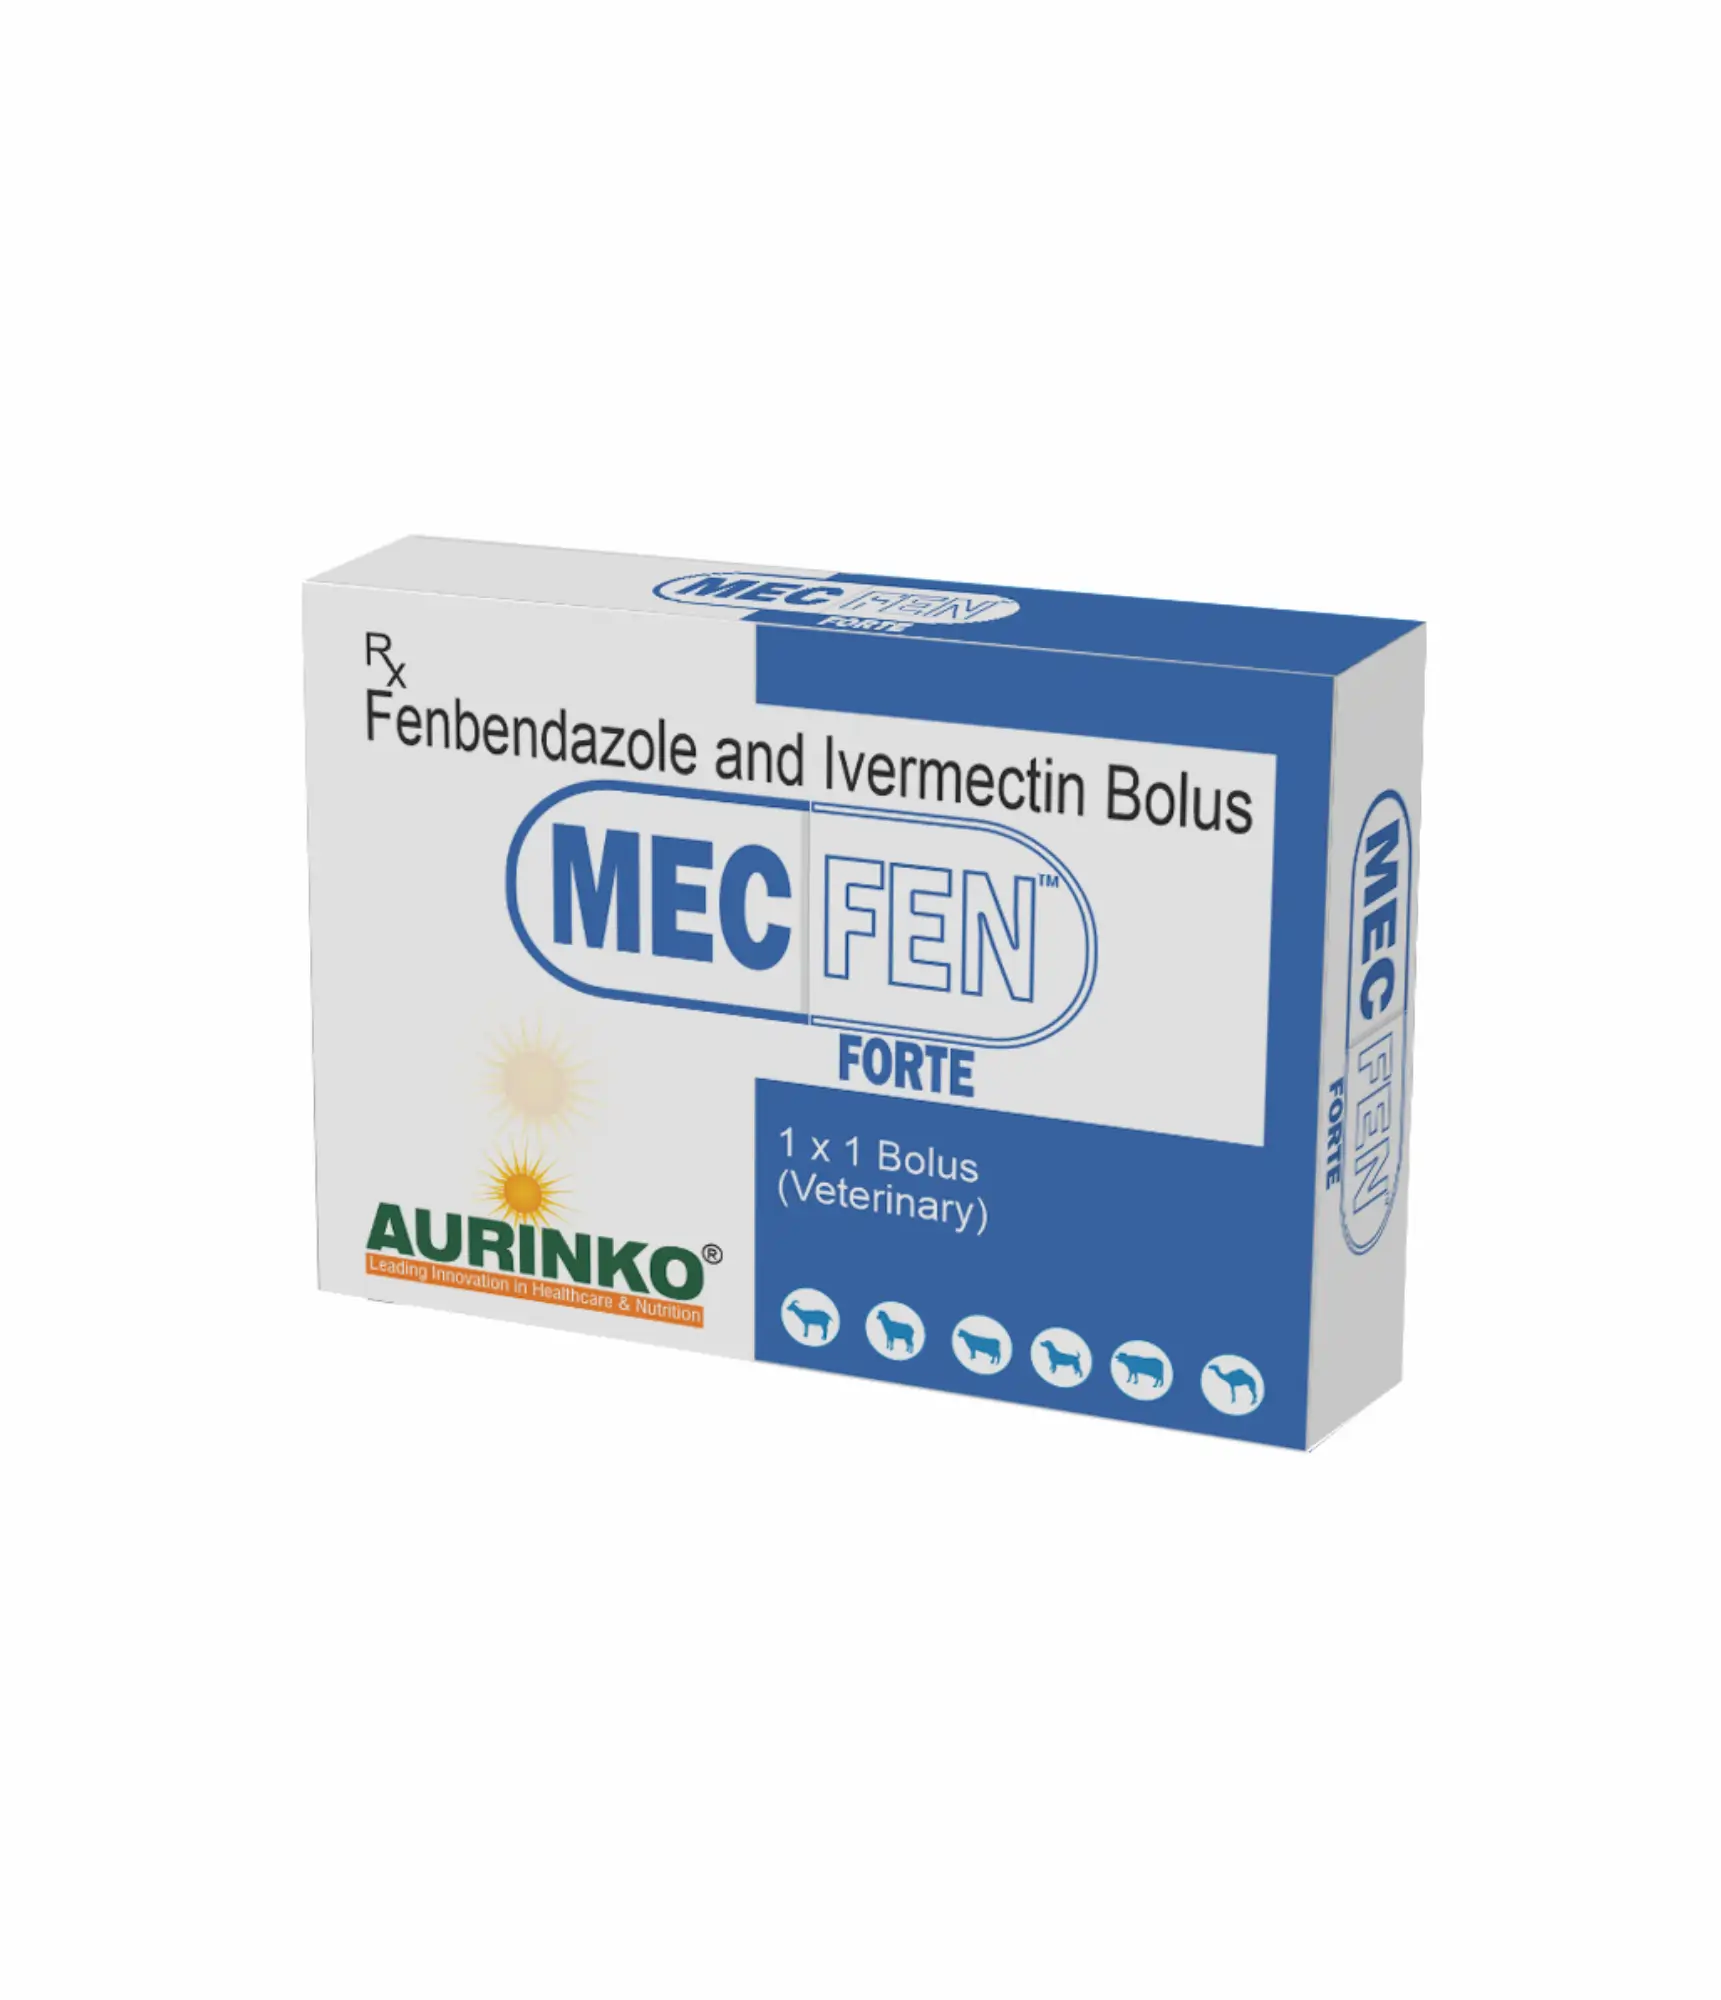 MEC FEN
FORTE
Rx
Fenbendazole and Ivermectin Bolus
MEC FEN™
FORTE
1 x 1 Bolus
(Veterinary)
AURINKO®
Leading Innovation in Healthcare & Nutrition
MEC FEN
FORTE